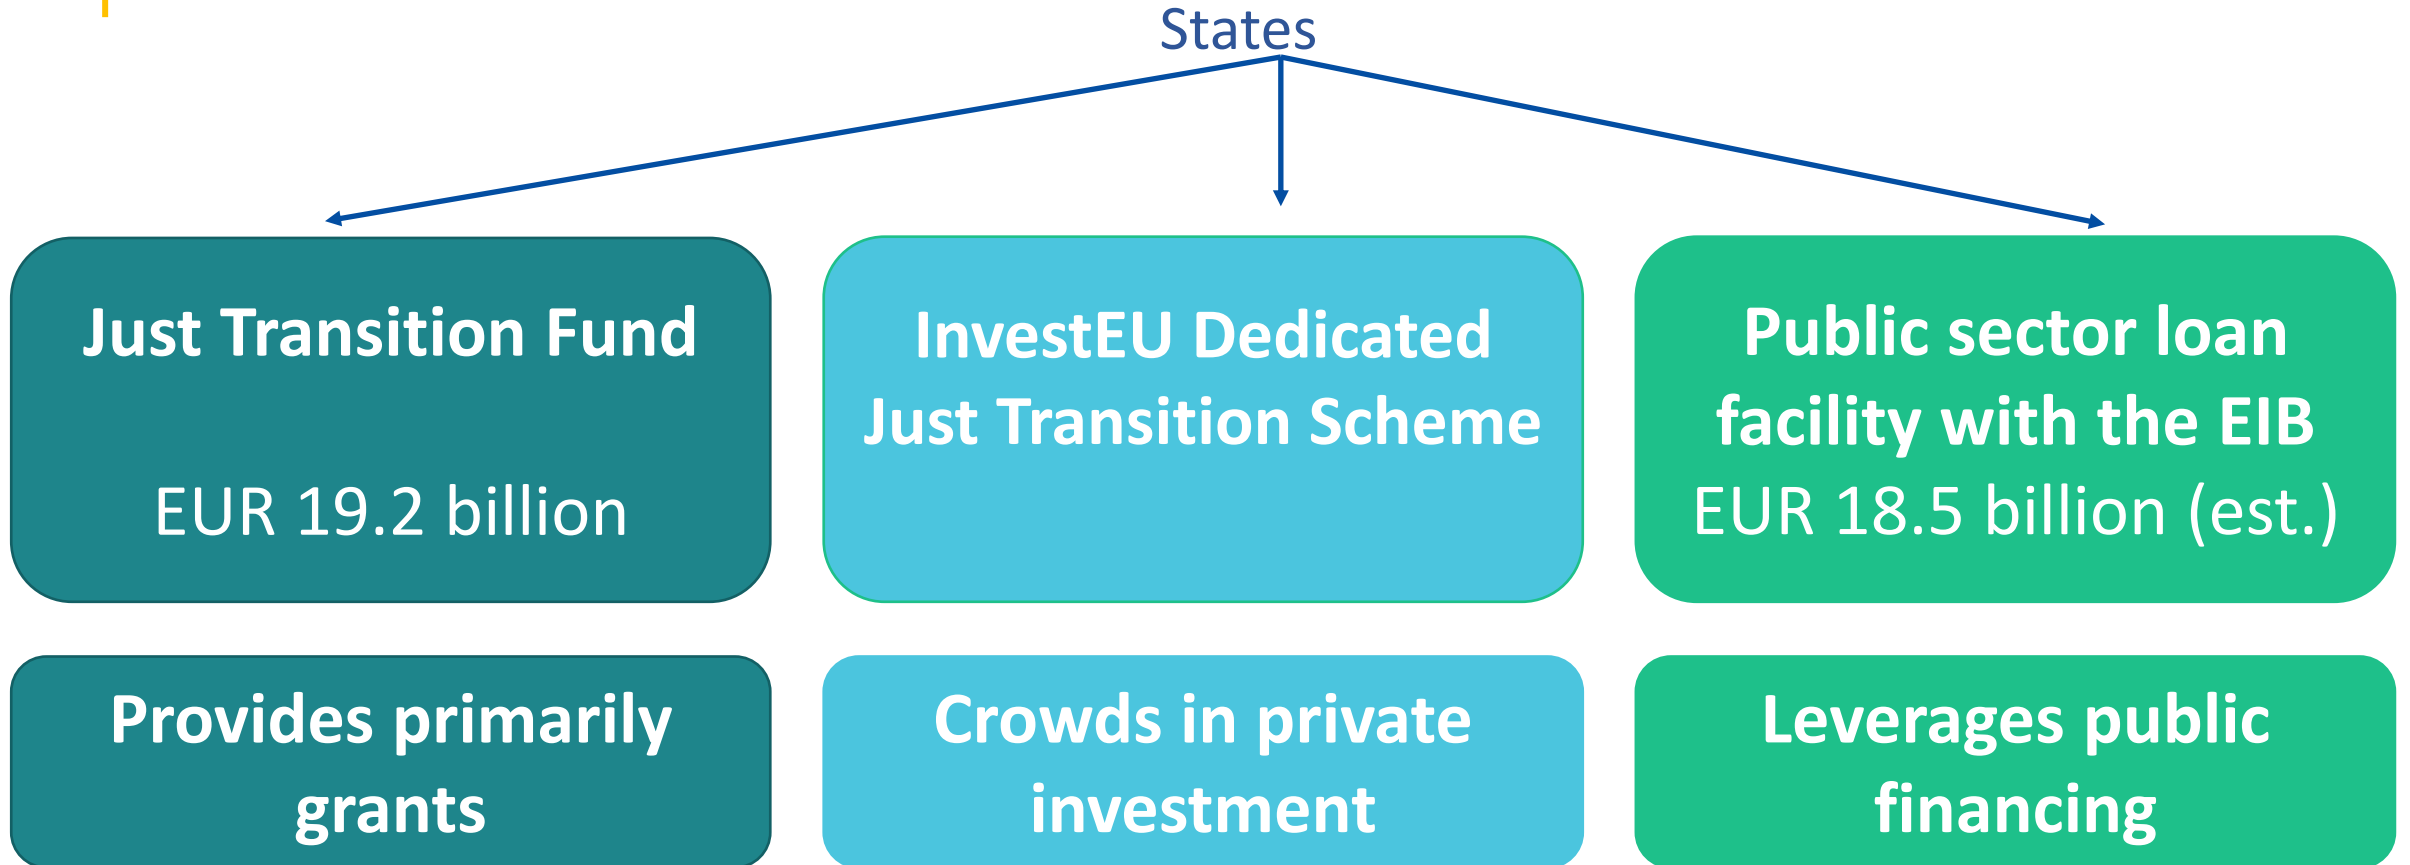 States
Just Transition Fund
EUR 19.2 billion
InvestEU Dedicated
Just Transition Scheme
Public sector loan
facility with the EIB
EUR 18.5 billion (est.)
Provides primarily
grants
Crowds in private
investment
Leverages public
financing